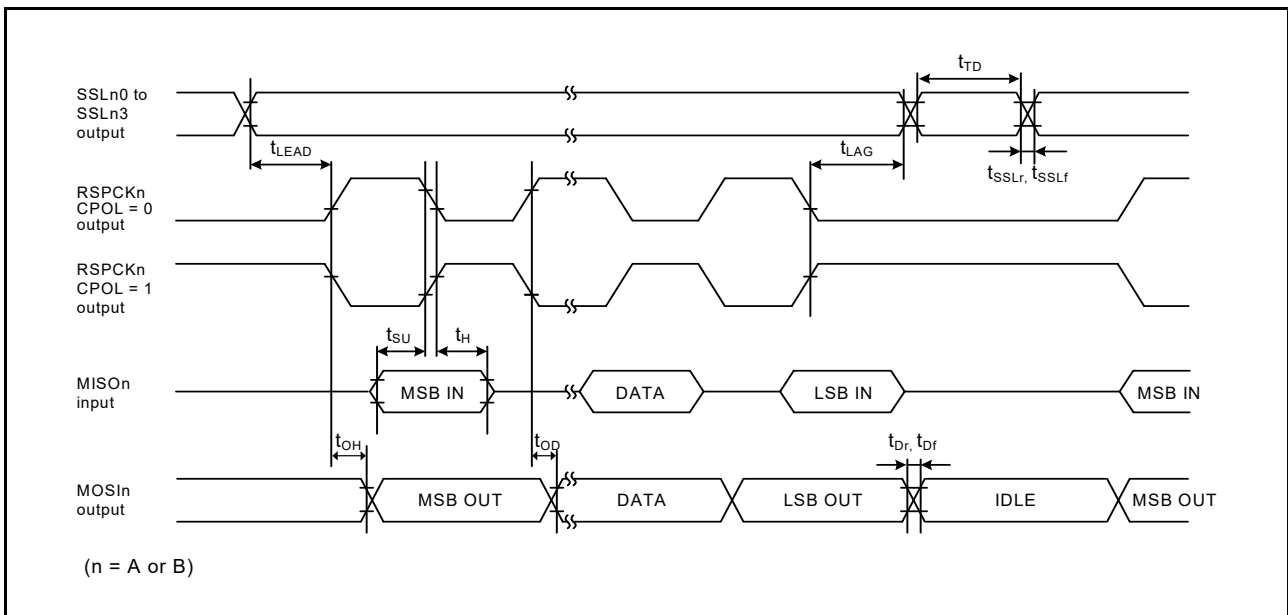 tTD
SSLn0 to
SSLn3
output
tLEAD
tLAG
tSSLr, tSSLf
RSPCKn
CPOL = 0
output
RSPCKn
CPOL = 1
output
tSU
tH
MISOn
input
MSB IN
DATA
LSB IN
MSB IN
tOH
tOD
tDr, tDf
MOSIn
output
MSB OUT
DATA
LSB OUT
IDLE
MSB OUT
(n = A or B)